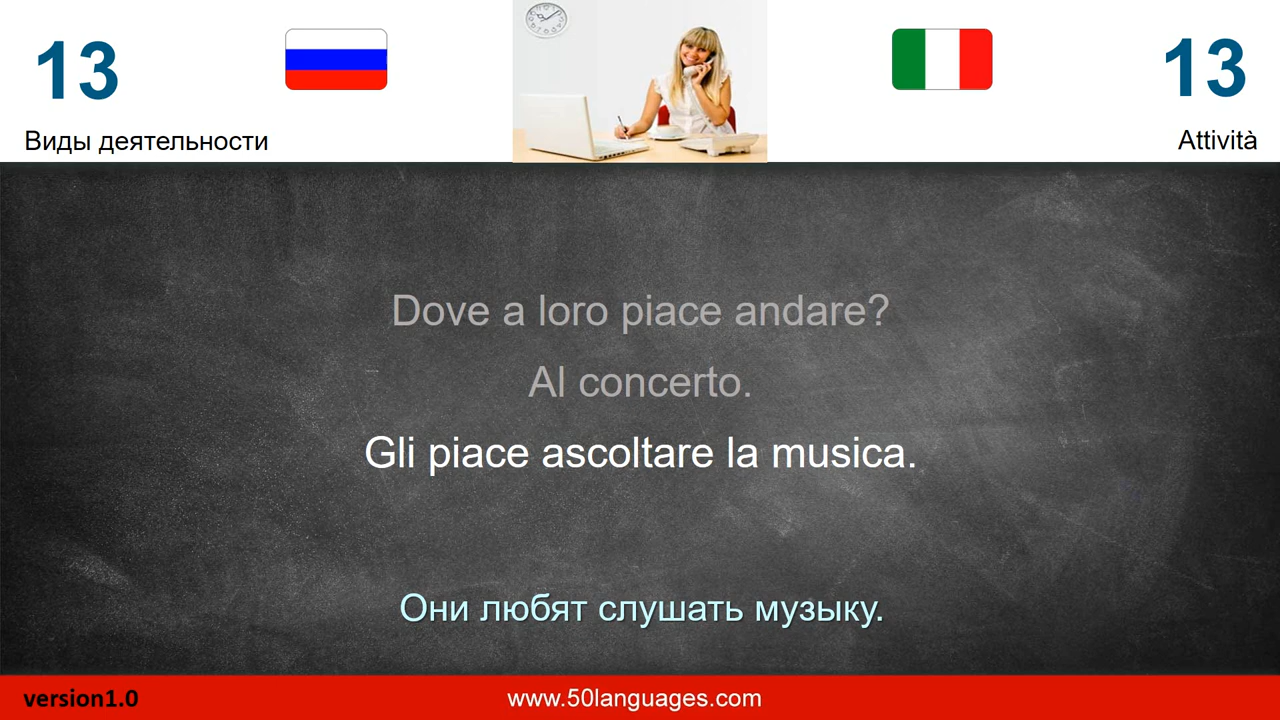 13
13
Виды деятельности
Attività
Dove a loro piace andare?
Al concerto.
Gli piace ascoltare la musica.
Они любят слушать музыку.
version1.0
www.50languages.com